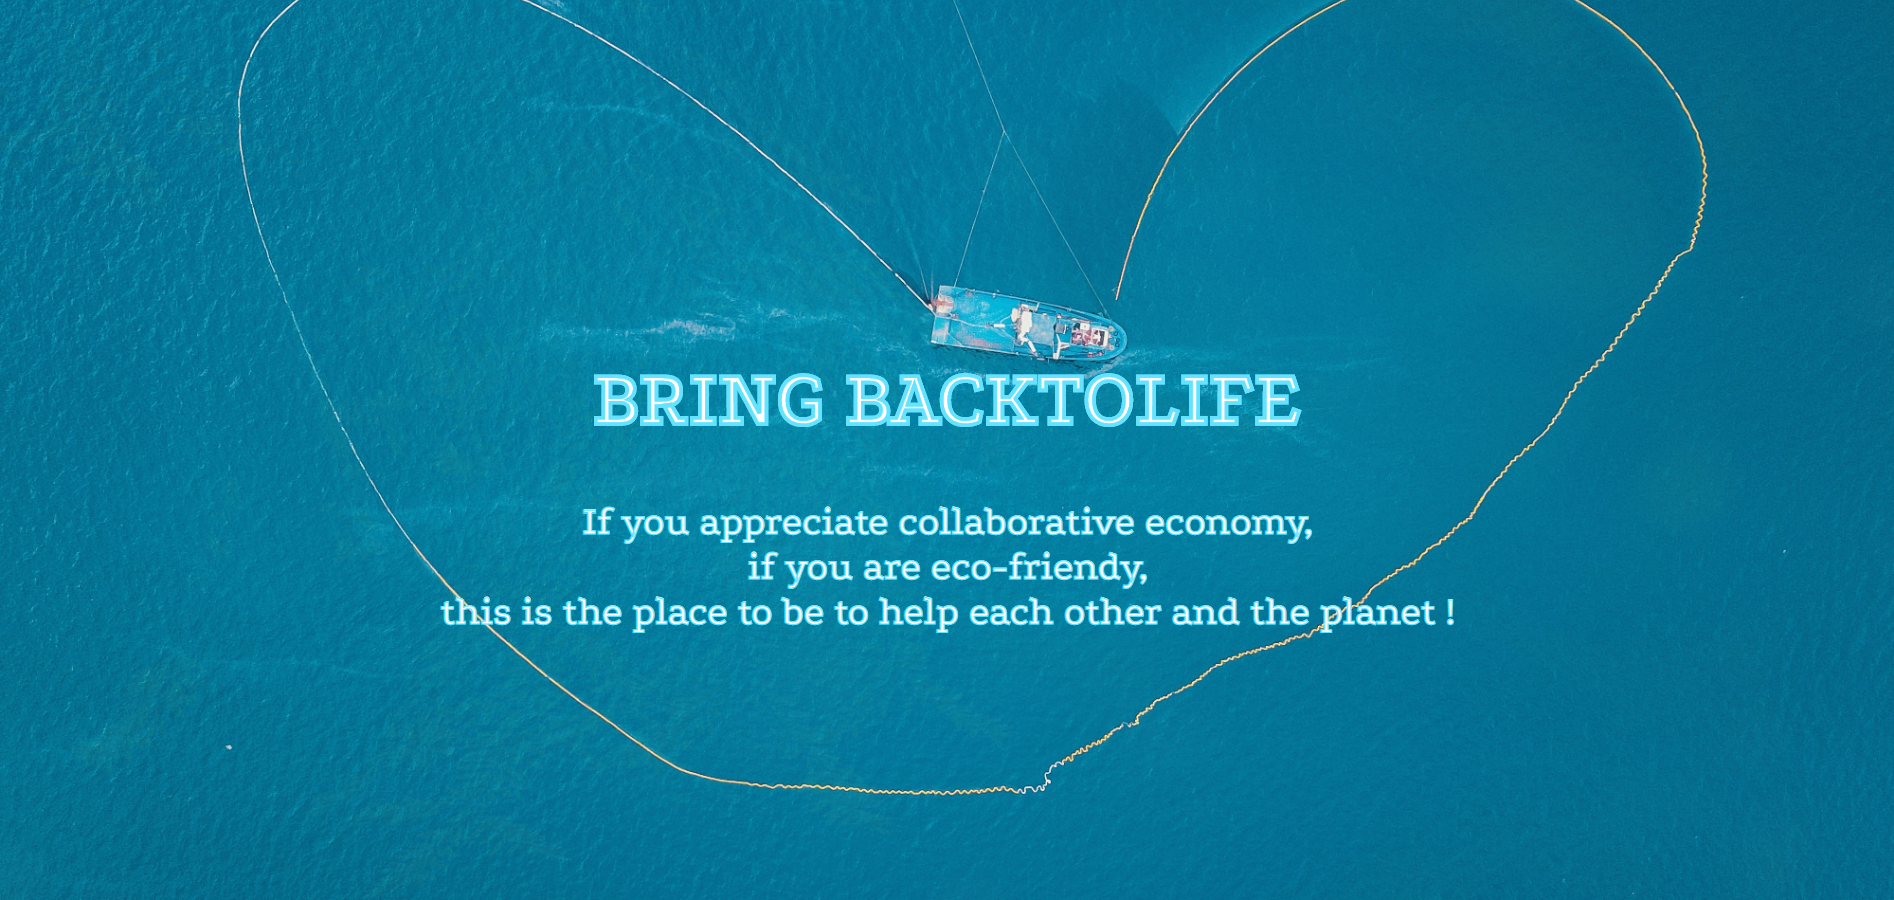 BRING BACKTOLIFE
If you appreciate collaborative economy,
if you are eco-friendy,
this is the place to be to help each other and the planet !